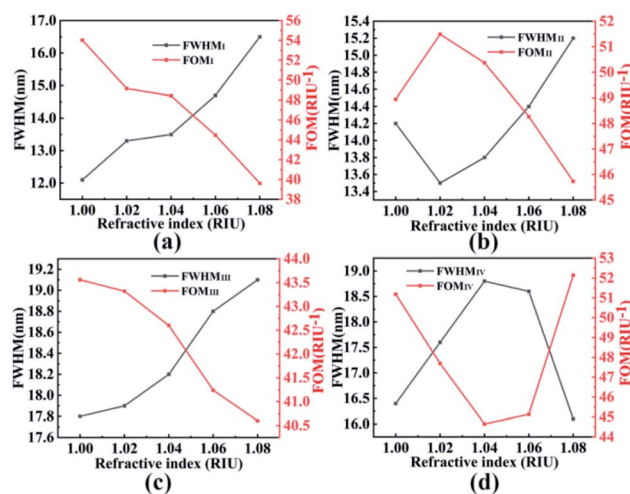 17.0
16.0
15.0
14.0
13.0
12.0
FWHM(nm)
FWHMI
FOMI
56
54
52
50
48
46
44
42
40
38
FOM(RIU-1)
1.00 1.02 1.04 1.06 1.08
Refractive index (RIU)
(a)
15.4
15.2
15.0
14.8
14.6
14.4
14.2
14.0
13.8
13.6
13.4
FWHM(nm)
FWHMII
FOMII
52
51
50
49
48
47
46
45
FOM(RIU-1)
1.00 1.02 1.04 1.06 1.08
Refractive index (RIU)
(b)
19.2
19.0
18.8
18.6
18.4
18.2
18.0
17.8
17.6
FWHM(nm)
FWHMIII
FOMIII
44.0
43.5
43.0
42.5
42.0
41.5
41.0
40.5
FOM(RIU-1)
1.00 1.02 1.04 1.06 1.08
Refractive index (RIU)
(c)
19.0
18.5
18.0
17.5
17.0
16.5
16.0
FWHM(nm)
FWHMIV
FOMIV
53
52
51
50
49
48
47
46
45
44
FOM(RIU-1)
1.00 1.02 1.04 1.06 1.08
Refractive index (RIU)
(d)